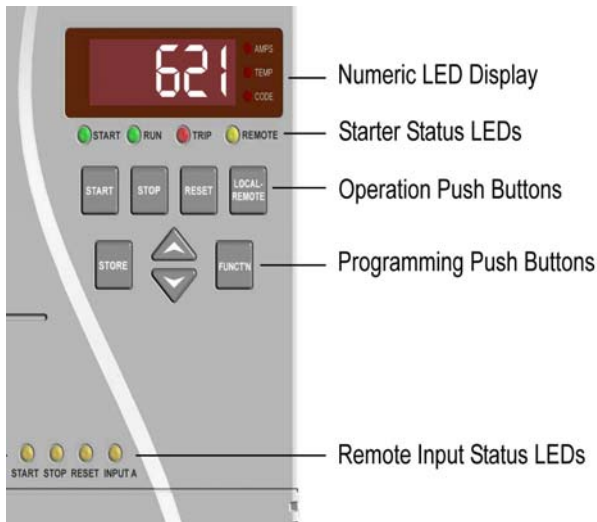 621
AMPS
TEMP
CODE
Numeric LED Display
START RUN TRIP REMOTE
Starter Status LEDs
START STOP RESET LOCAL-
REMOTE
Operation Push Buttons
STORE FUNCT'N
Programming Push Buttons
START STOP RESET INPUT A
Remote Input Status LEDs